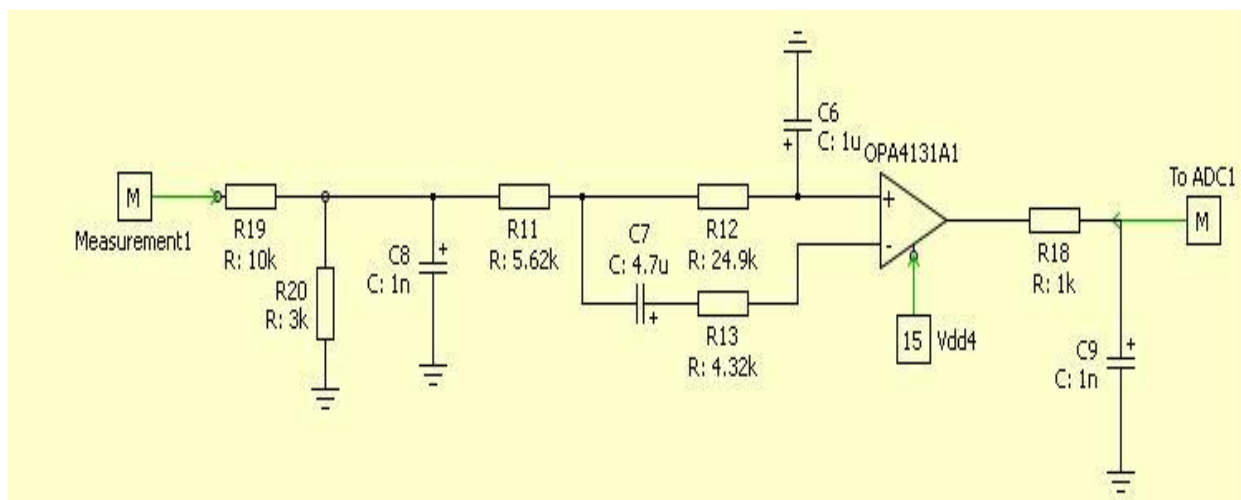 C6
C: 1u
OPA4131A1
To ADC1
M
M
+
+
-
Measurement1
R19
R: 10k
R20
R: 3k
C8
C: 1n
+
R11
R: 5.62k
C7
C: 4.7u
+
R12
R: 24.9k
R13
R: 4.32k
15
Vdd4
R18
R: 1k
C9
C: 1n
+